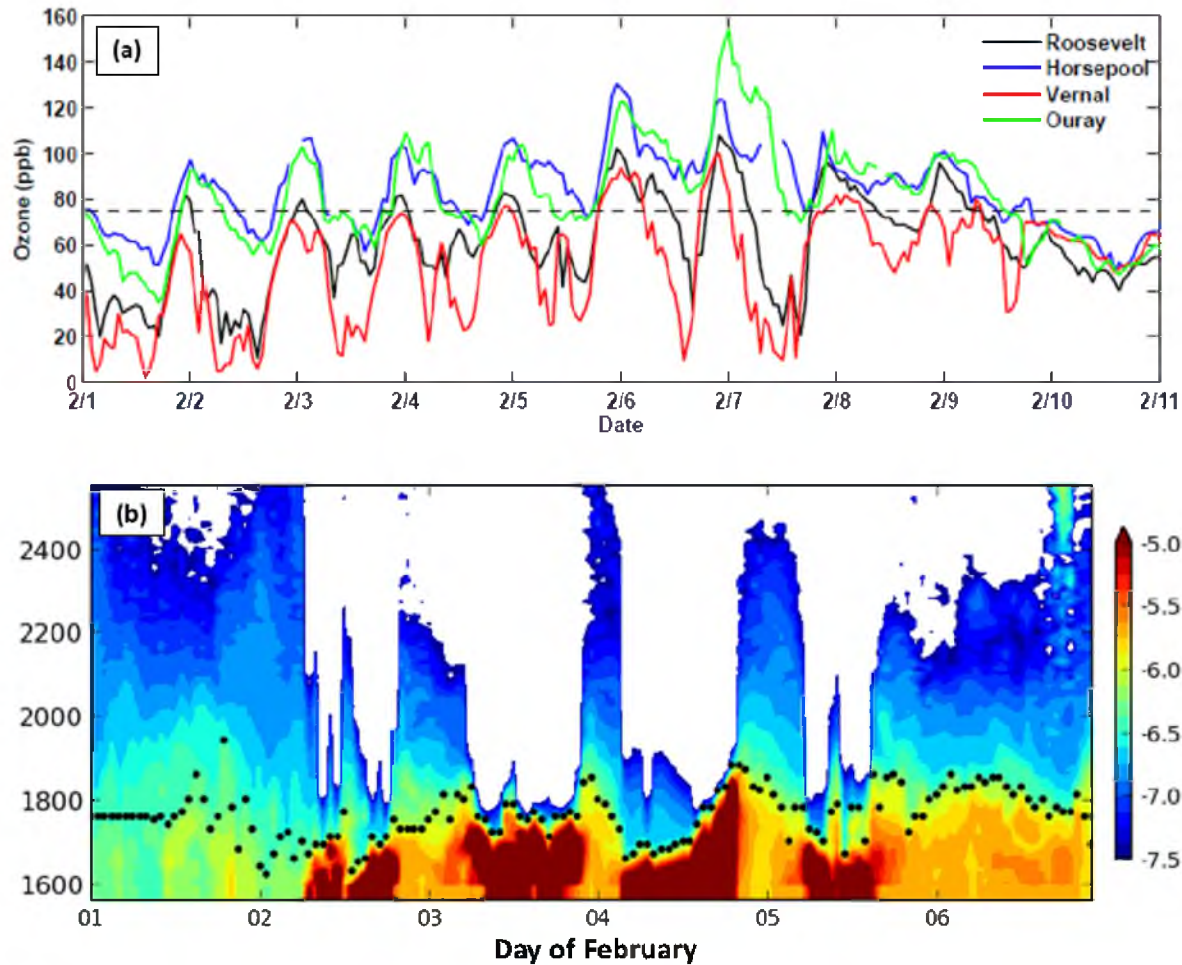 160
140
120
100
80
60
40
20
0
(a)
Ozone (ppb)
Roosevelt
Horsepool
Vernal
Ouray
2/1 2/2 2/3 2/4 2/5 2/6 2/7 2/8 2/9 2/10 2/11
Date
(b)
2400
2200
2000
1800
1600
-5.0
-5.5
-6.0
-6.5
-7.0
-7.5
01 02 03 04 05 06
Day of February